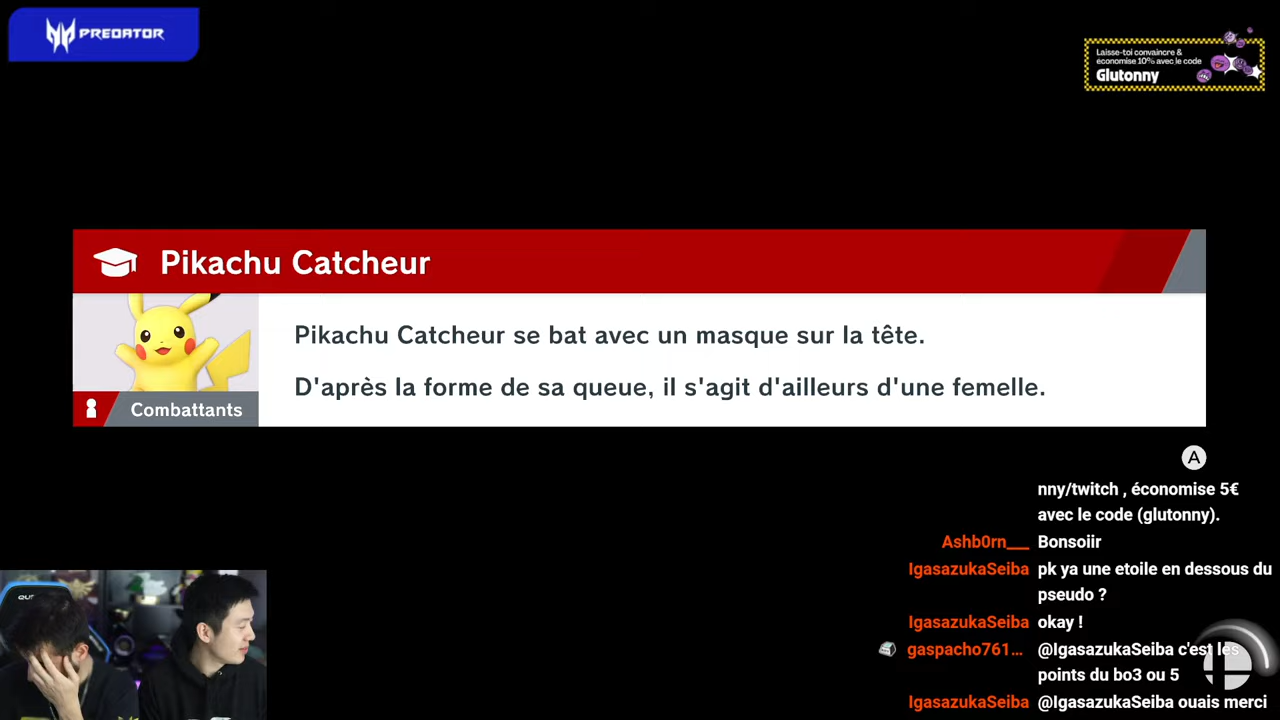 PREDATOR
Laisse-toi convaincre &
économise 10% avec le code
Glutonny
Pikachu Catcheur
Pikachu Catcheur se bat avec un masque sur la tête.
D'après la forme de sa queue, il s'agit d'ailleurs d'une femelle.
Combattants
A
nny/twitch , économise 5€
avec le code (glutonny).
Ashb0rn___ Bonsoiir
IgasazukaSeiba pk ya une etoile en dessous du
pseudo ?
IgasazukaSeiba okay !
gaspacho761... @IgasazukaSeiba c'est les
points du bo3 ou 5
IgasazukaSeiba @IgasazukaSeiba ouais merci